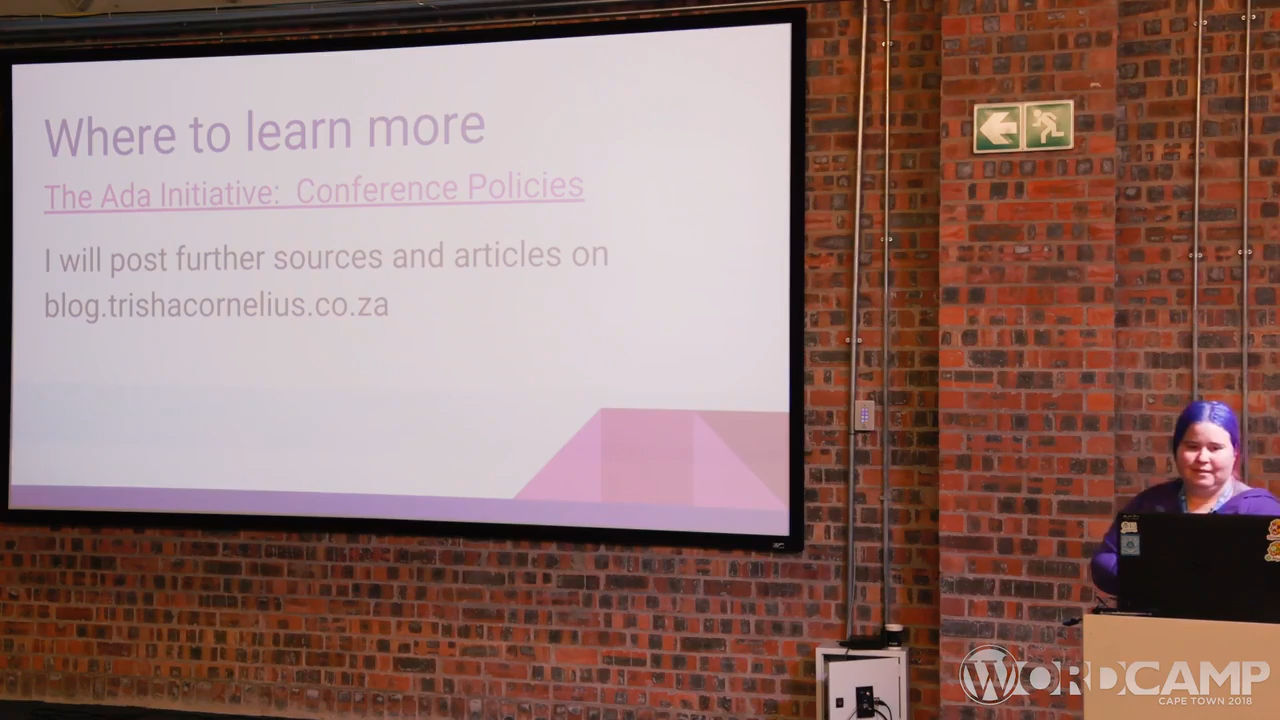 Where to learn more
The Ada Initiative: Conference Policies
I will post further sources and articles on
blog.trishacornelius.co.za
WORDCAMP
CAPE TOWN 2018